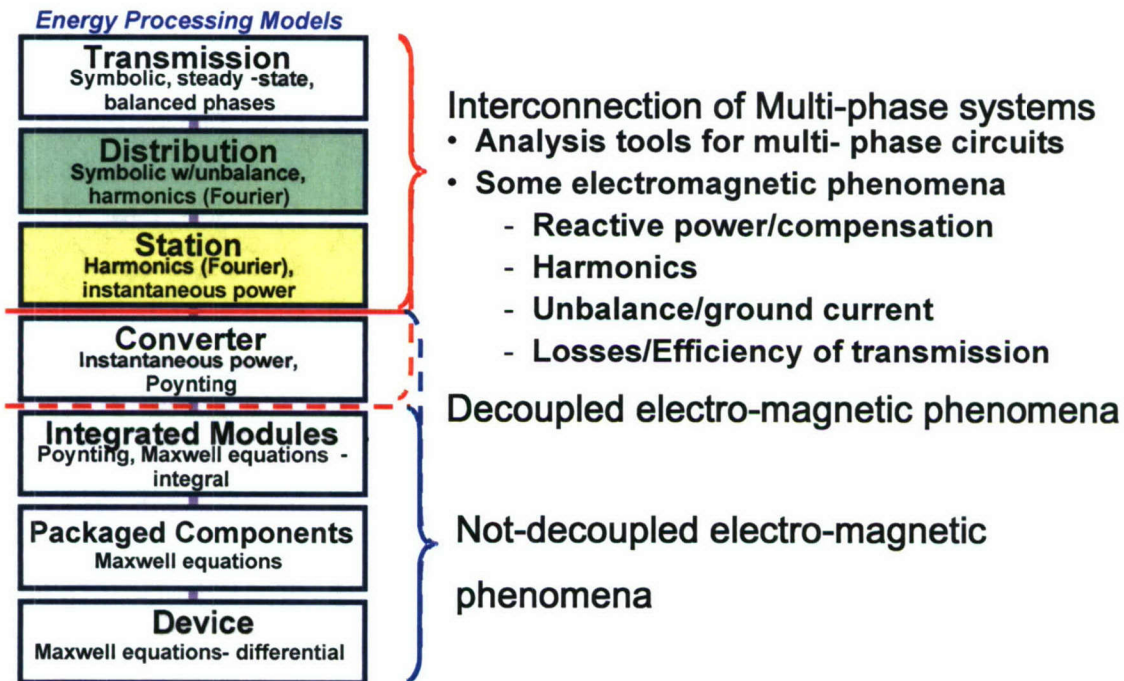 Energy Processing Models
Transmission
Symbolic, steady -state,
balanced phases
Distribution
Symbolic w/unbalance,
harmonics (Fourier)
Station
Harmonics (Fourier),
instantaneous power
Converter
Instantaneous power,
Poynting
Integrated Modules
Poynting, Maxwell equations -
integral
Packaged Components
Maxwell equations
Device
Maxwell equations- differential
Interconnection of Multi-phase systems
• Analysis tools for multi- phase circuits
• Some electromagnetic phenomena
- Reactive power/compensation
- Harmonics
- Unbalance/ground current
- Losses/Efficiency of transmission
Decoupled electro-magnetic phenomena
Not-decoupled electro-magnetic
phenomena